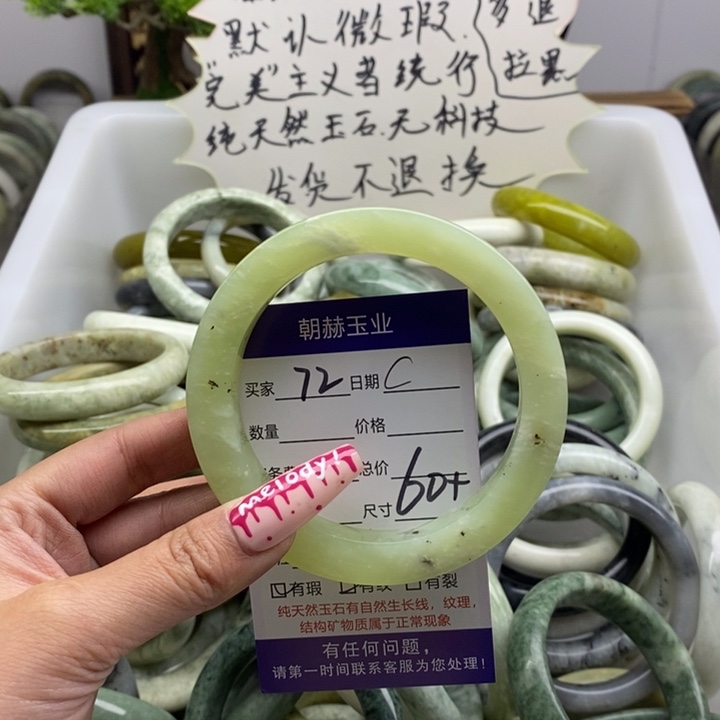 默认微瑕.
多退
"完美"主义者绕行
拉黑
纯天然玉石.无科技
发货不退换
朝赫玉业
买家 72 日期 C
数量 价格
总价
尺寸 60+
melody!
有瑕 有纹 有裂
纯天然玉石有自然生长线，纹理，
结构矿物质属于正常现象
有任何问题，
请第一时间联系客服为您处理！